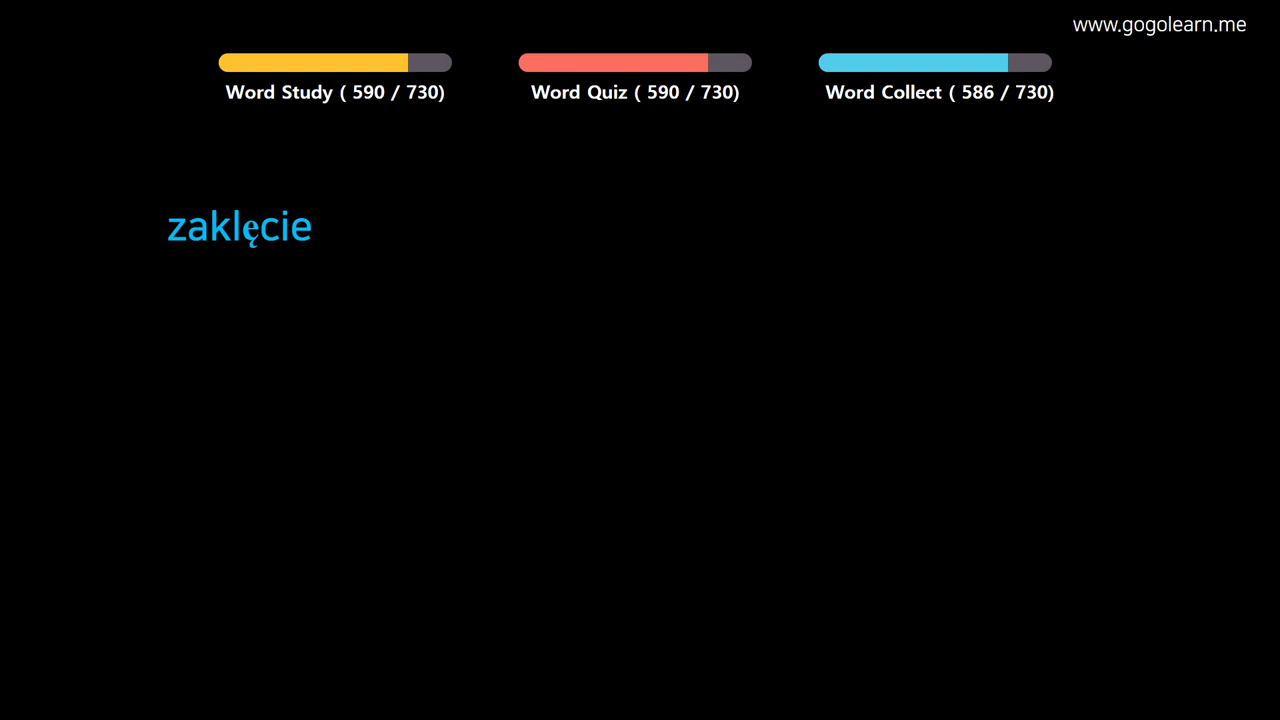 www.gogolearn.me
Word Study ( 590 / 730)
Word Quiz ( 590 / 730)
Word Collect ( 586 / 730)
zaklęcie